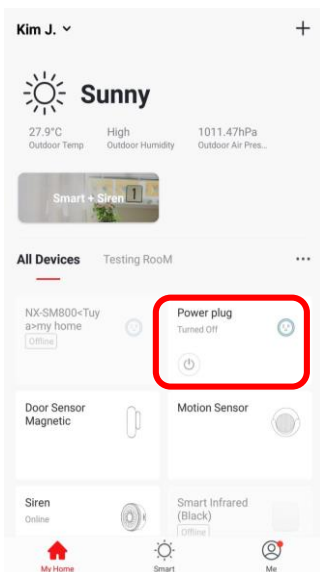 Kim J.
Sunny
27.9°C High 1011.47hPa
Outdoor Temp Outdoor Humidity Outdoor Air Pres...
Smart + Siren 1
All Devices Testing RooM
NX-SM800<Tuy
a>my home
Offline
Power plug
Turned Off
Door Sensor
Magnetic
Motion Sensor
Siren
Online
Smart Infrared
(Black)
Offline
My Home Smart Me